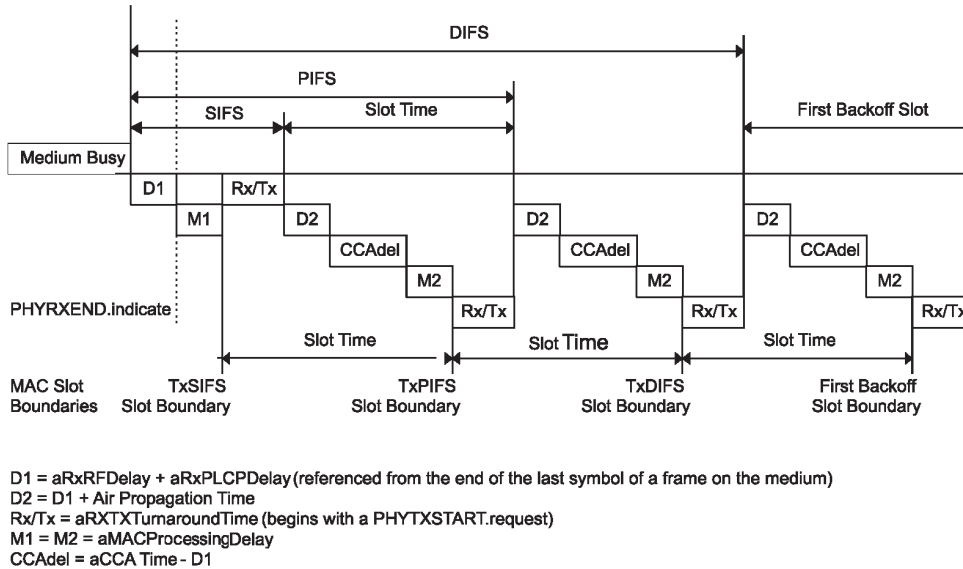 DIFS
PIFS
SIFS
Slot Time
First Backoff Slot
Medium Busy
D1
Rx/Tx
M1
D2
D2
D2
CCAdel
CCAdel
CCAdel
M2
M2
M2
PHYRXEND.indicate
Rx/Tx
Rx/Tx
Rx/Tx
Slot Time
Slot Time
Slot Time
MAC Slot
Boundaries
TxSIFS
Slot Boundary
TxPIFS
Slot Boundary
TxDIFS
Slot Boundary
First Backoff
Slot Boundary
D1 = aRxRFDelay + aRxPLCPDelay (referenced from the end of the last symbol of a frame on the medium)
D2 = D1 + Air Propagation Time
Rx/Tx = aRXTXTurnaroundTime (begins with a PHYTXSTART.request)
M1 = M2 = aMACProcessingDelay
CCAdel = aCCA Time - D1